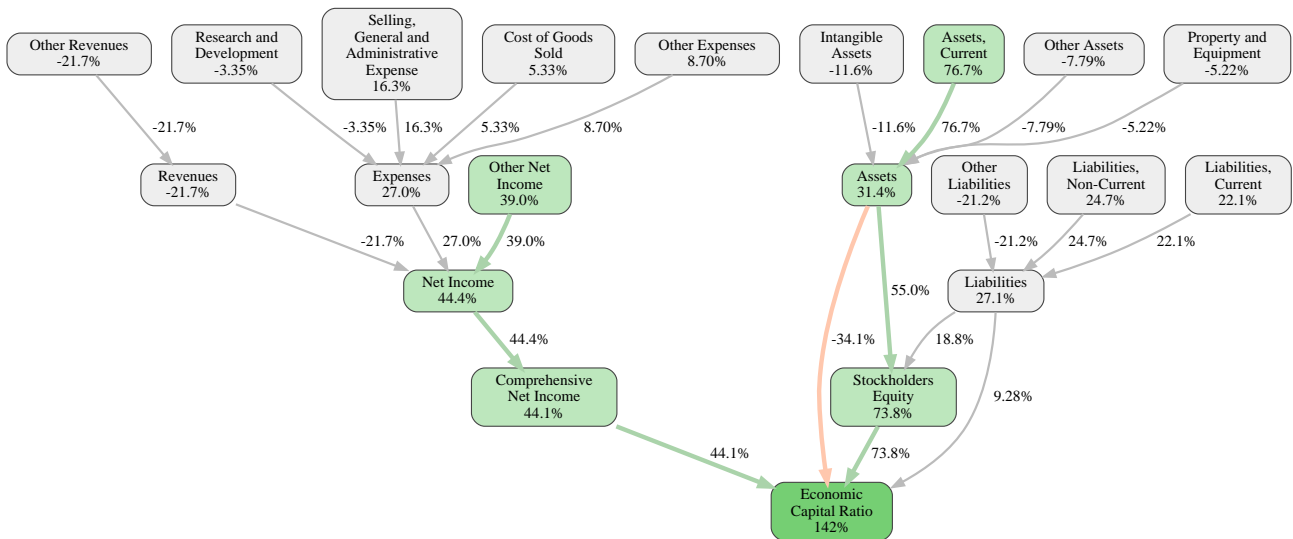 Other Revenues
-21.7%
Research and
Development
-3.35%
Selling,
General and
Administrative
Expense
16.3%
Cost of Goods
Sold
5.33%
Other Expenses
8.70%
Intangible
Assets
-11.6%
Assets,
Current
76.7%
Other Assets
-7.79%
Property and
Equipment
-5.22%
-21.7%
-3.35%
16.3%
5.33%
8.70%
-11.6%
76.7%
-7.79%
-5.22%
Revenues
-21.7%
Expenses
27.0%
Other Net
Income
39.0%
Assets
31.4%
Other
Liabilities
-21.2%
Liabilities,
Non-Current
24.7%
Liabilities,
Current
22.1%
-21.7%
27.0%
39.0%
-21.2%
24.7%
22.1%
Net Income
44.4%
55.0%
Liabilities
27.1%
44.4%
-34.1%
18.8%
Comprehensive
Net Income
44.1%
Stockholders
Equity
73.8%
9.28%
44.1%
73.8%
Economic
Capital Ratio
142%